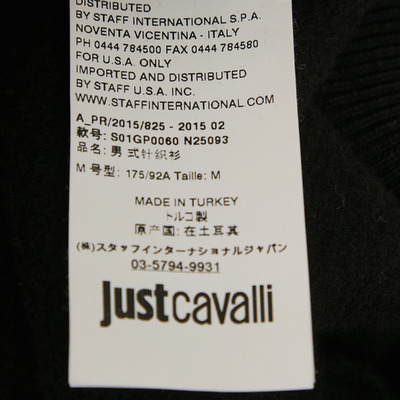 DISTRIBUTED
BY STAFF INTERNATIONAL S.P.A.
NOVENTA VICENTINA - ITALY
PH 0444 784500 FAX 0444 784580
FOR U.S.A. ONLY
IMPORTED AND DISTRIBUTED
BY STAFF U.S.A. INC.
WWW.STAFFINTERNATIONAL.COM
A_PR/2015/825 - 2015 02
款号: S01GP0060 N25093
品名: 男式针织衫
M 号型: 175/92A Taille: M
MADE IN TURKEY
トルコ製
原产国: 在土耳其
(株)スタッフインターナショナルジャパン
03-5794-9931
justcavalli